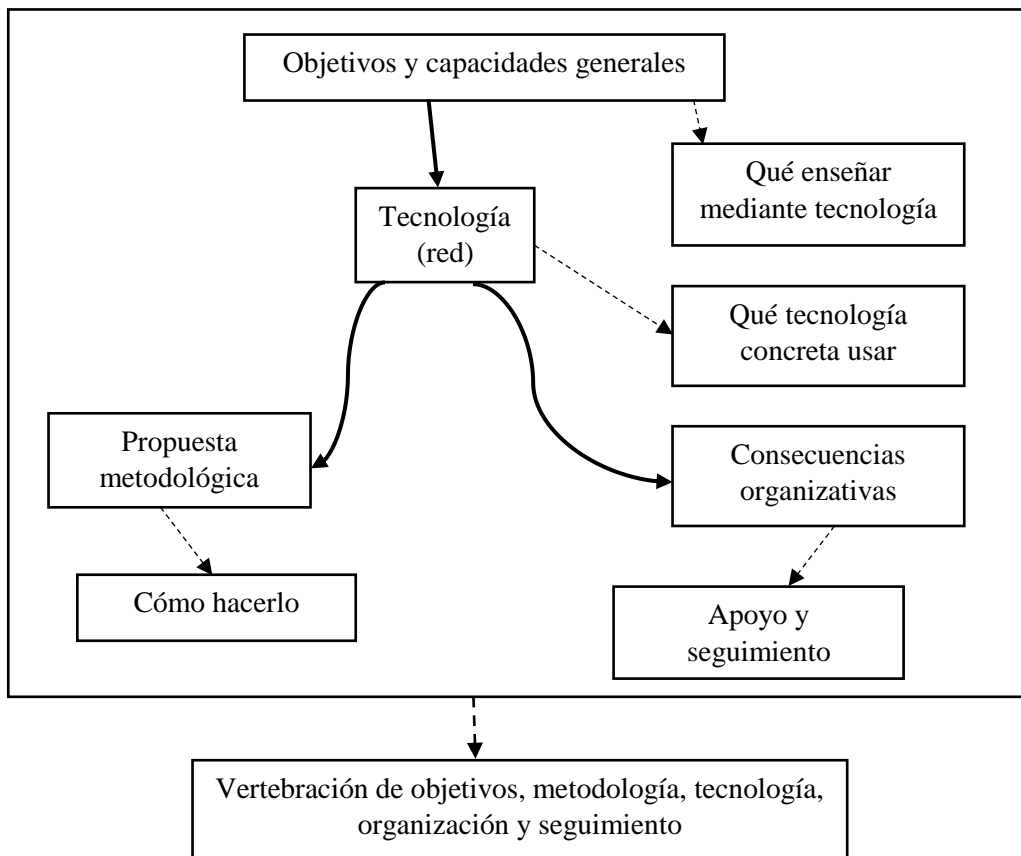 Objetivos y capacidades generales
Qué enseñar
mediante tecnología
Tecnología
(red)
Qué tecnología
concreta usar
Propuesta
metodológica
Consecuencias
organizativas
Cómo hacerlo
Apoyo y
seguimiento
Vertebración de objetivos, metodología, tecnología,
organización y seguimiento